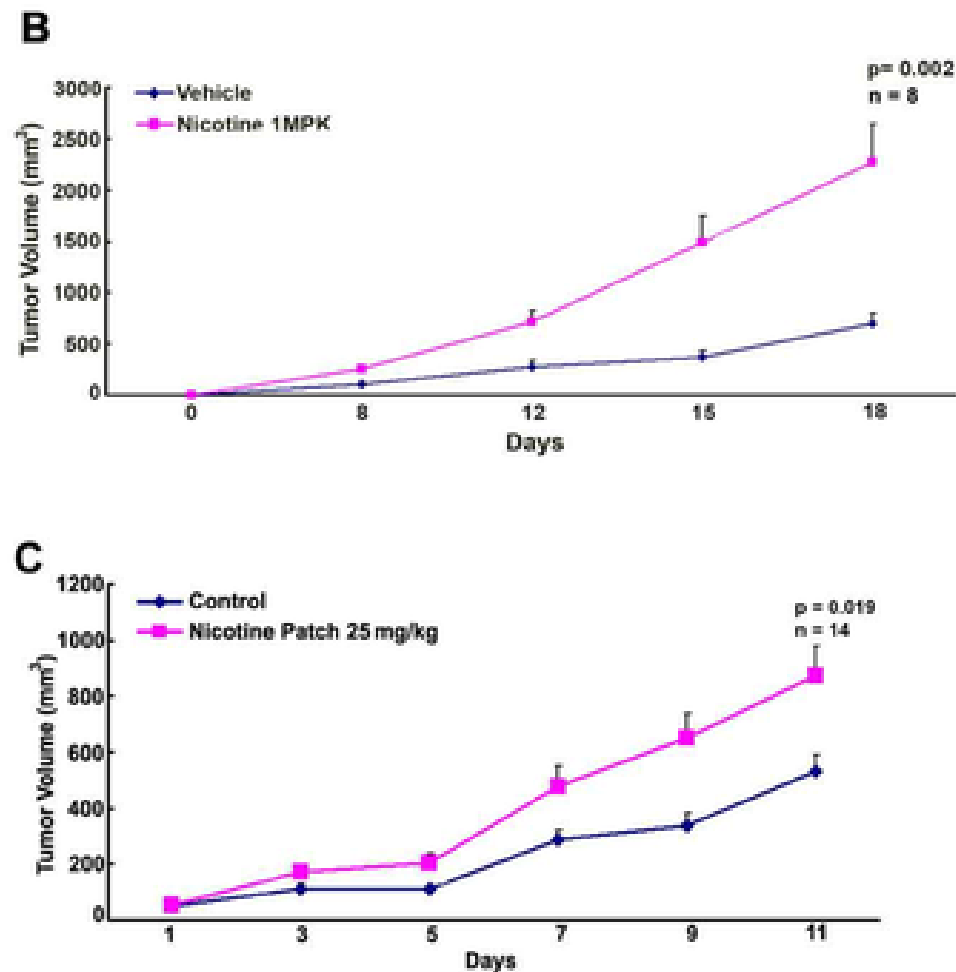 B
p= 0.002
n = 8
Vehicle
Nicotine 1MPK
3000
2500
2000
1500
1000
500
0
Tumor Volume (mm³)
0 8 12 15 18
Days
C
1200
1000
800
600
400
200
0
Control
Nicotine Patch 25 mg/kg
p = 0.019
n = 14
Tumor Volume (mm³)
1 3 5 7 9 11
Days